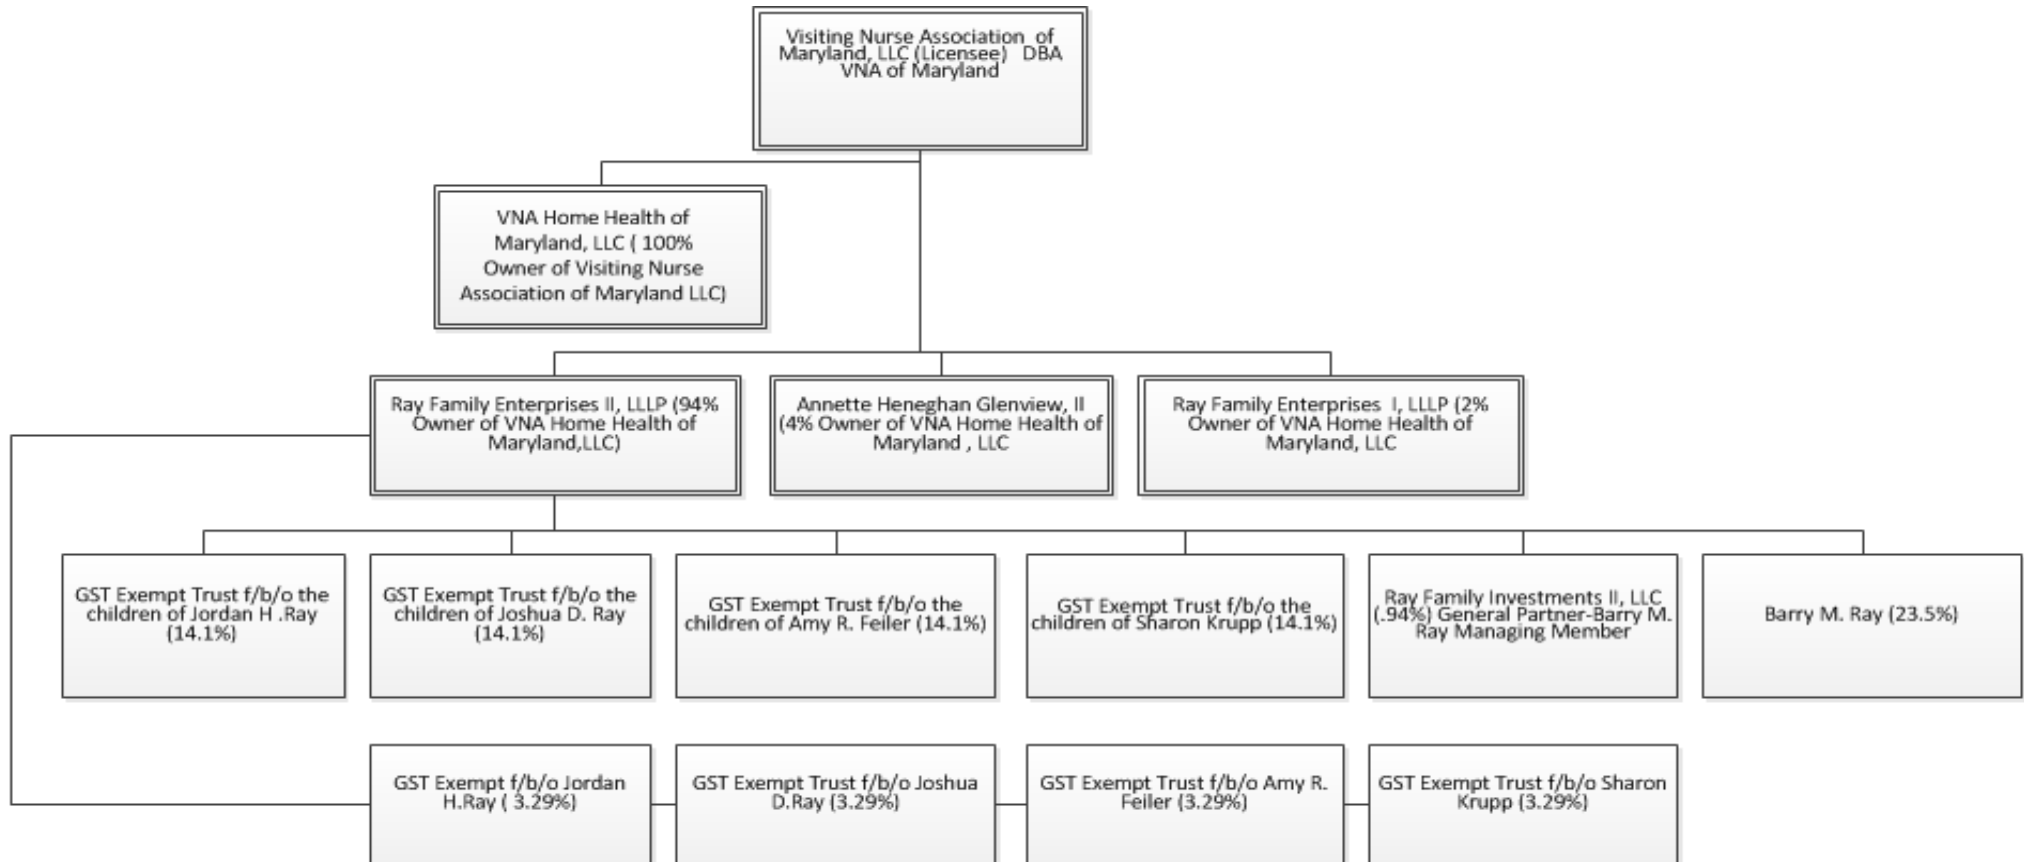 Visiting Nurse Association of
Maryland, LLC (Licensee) DBA
VNA of Maryland
VNA Home Health of
Maryland, LLC ( 100%
Owner of Visiting Nurse
Association of Maryland LLC)
Ray Family Enterprises II, LLLP (94%
Owner of VNA Home Health of
Maryland,LLC)
Annette Heneghan Glenview, Il
(4% Owner of VNA Home Health of
Maryland , LLC
Ray Family Enterprises I, LLLP (2%
Owner of VNA Home Health of
Maryland, LLC
GST Exempt Trust f/b/o the
children of Jordan H .Ray
(14.1%)
GST Exempt Trust f/b/o the
children of Joshua D. Ray
(14.1%)
GST Exempt Trust f/b/o the
children of Amy R. Feiler (14.1%)
GST Exempt Trust f/b/o the
children of Sharon Krupp (14.1%)
Ray Family Investments II, LLC
(.94%) General Partner-Barry M.
Ray Managing Member
Barry M. Ray (23.5%)
GST Exempt f/b/o Jordan
H.Ray ( 3.29%)
GST Exempt Trust f/b/o Joshua
D.Ray (3.29%)
GST Exempt Trust f/b/o Amy R.
Feiler (3.29%)
GST Exempt Trust f/b/o Sharon
Krupp (3.29%)